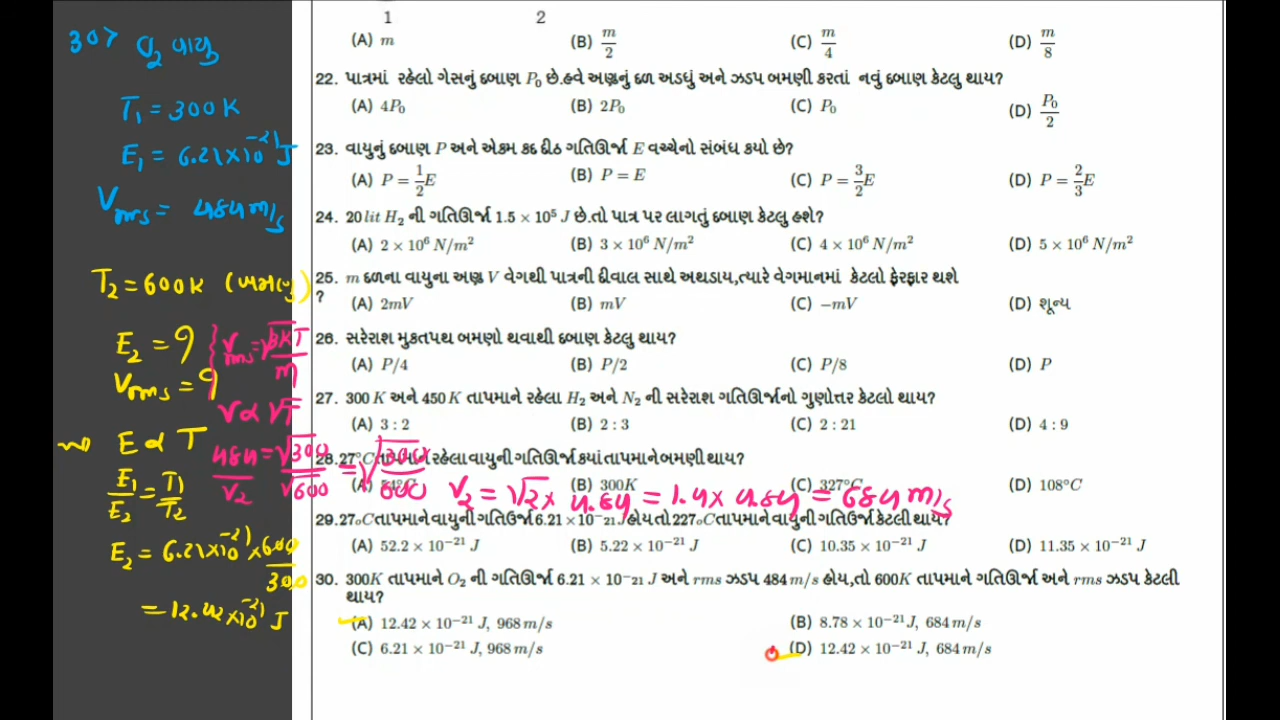 1 2
(A) m (B) m/2 (C) m/4 (D) m/8
22. પાત્રમાં રહેલો ગેસનું દબાણ P₀ છે.હવે અણુનું દળ અડધું અને ઝડપ બમણી કરતાં નવું દબાણ કેટલુ થાય?
(A) 4P₀ (B) 2P₀ (C) P₀ (D) P₀/2
23. વાયુનું દબાણ P અને એકમ કદ દીઠ ગતિઊર્જા E વચ્ચેનો સંબંધ કયો છે?
(A) P = 1/2 E (B) P = E (C) P = 3/2 E (D) P = 2/3 E
24. 20 lit H₂ ની ગતિઊર્જા 1.5 × 10⁵ J છે.તો પાત્ર પર લાગતું દબાણ કેટલુ હશે?
(A) 2 × 10⁶ N/m² (B) 3 × 10⁶ N/m² (C) 4 × 10⁶ N/m² (D) 5 × 10⁶ N/m²
25. m દળના વાયુના અણુ V વેગથી પાત્રની દીવાલ સાથે અથડાય,ત્યારે વેગમાનમાં કેટલો ફેરફાર થશે
?
(A) 2mV (B) mV (C) −mV (D) શૂન્ય
26. સરેરાશ મુકતપથ બમણો થવાથી દબાણ કેટલુ થાય?
(A) P/4 (B) P/2 (C) P/8 (D) P
27. 300 K અને 450 K તાપમાને રહેલા H₂ અને N₂ ની સરેરાશ ગતિઊર્જાનો ગુણોત્તર કેટલો થાય?
(A) 3 : 2 (B) 2 : 3 (C) 2 : 21 (D) 4 : 9
28. 27°C તાપમાને રહેલા વાયુની ગતિઊર્જા કયાં તાપમાને બમણી થાય?
(A) (B) 300K (C) 327°C (D) 108°C
29. 27∘C તાપમાને વાયુની ગતિઉર્જા 6.21 × 10⁻²¹ J હોય તો 227∘C તાપમાને વાયુની ગતિઊર્જા કેટલી થાય?
(A) 52.2 × 10⁻²¹ J (B) 5.22 × 10⁻²¹ J (C) 10.35 × 10⁻²¹ J (D) 11.35 × 10⁻²¹ J
30. 300K તાપમાને O₂ ની ગતિઊર્જા 6.21 × 10⁻²¹ J અને rms ઝડપ 484 m/s હોય,તો 600K તાપમાને ગતિઊર્જા અને rms ઝડપ કેટલી
થાય?
(A) 12.42 × 10⁻²¹ J, 968 m/s (B) 8.78 × 10⁻²¹ J, 684 m/s
(C) 6.21 × 10⁻²¹ J, 968 m/s (D) 12.42 × 10⁻²¹ J, 684 m/s
30> O₂ વાયુ
T₁ = 300 K
E₁ = 6.21 × 10⁻²¹ J
Vrms = 484 m/s
T₂ = 600 K
E₂ = ?
Vrms = ?
E ∝ T
E₁/E₂ = T₁/T₂
E₂ = 6.21 × 10⁻²¹ × 600/300
= 12.42 × 10⁻²¹ J
Vrms = √3KT/m
V ∝ √T
484/V₂ = √300/√600 = √300/600
V₂ = √2 × 4.84 = 1.4 × 4.84 = 684 m/s